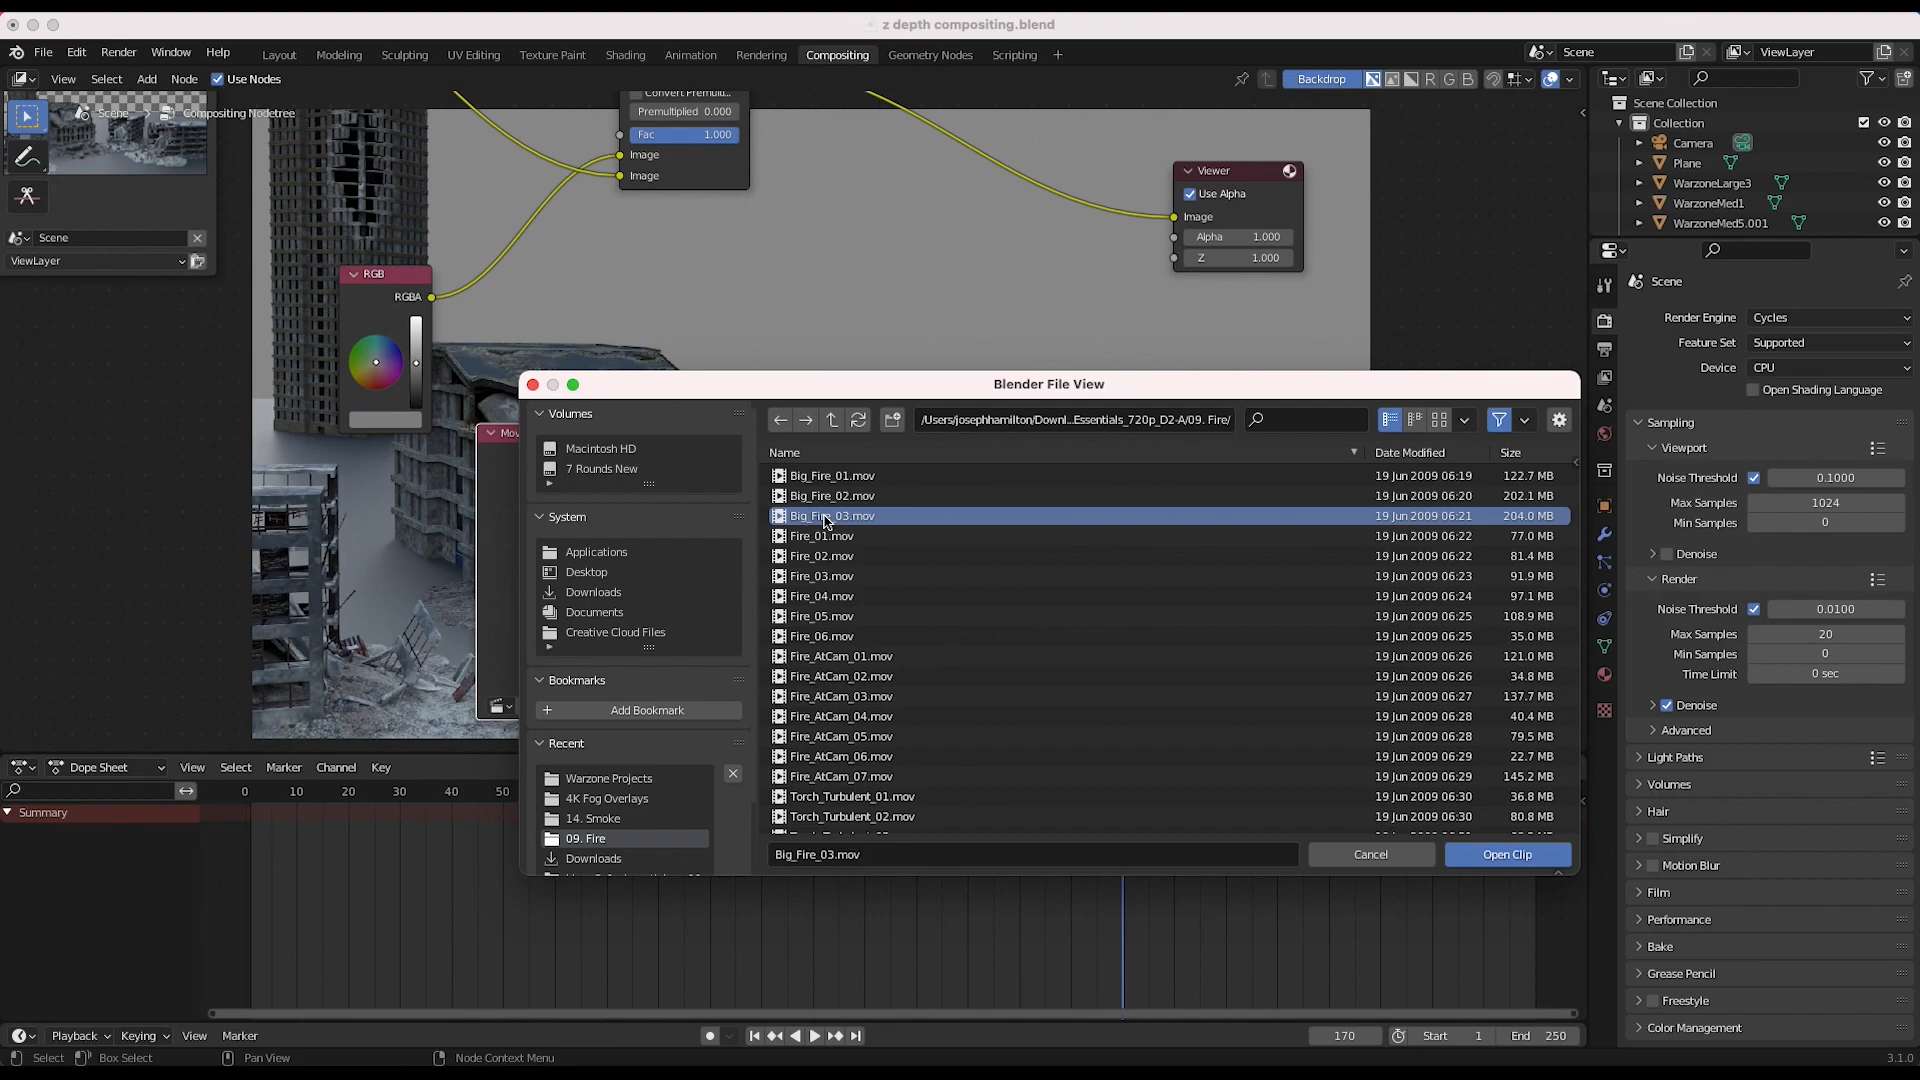 z depth compositing.blend
File Edit Render Window Help Layout Modeling Sculpting UV Editing Texture Paint Shading Animation Rendering Compositing Geometry Nodes Scripting + Scene ViewLayer
View Select Add Node Use Nodes Backdrop R G B
Scene > Compositing Nodetree
Scene
ViewLayer
RGB
RGBA
Convert Premul...
Premultiplied 0.000
Fac 1.000
Image
Image
Viewer
Use Alpha
Image
Alpha 1.000
Z 1.000
Mov
Blender File View
Volumes
Macintosh HD
7 Rounds New
System
Applications
Desktop
Downloads
Documents
Creative Cloud Files
Bookmarks
+ Add Bookmark
Recent
Warzone Projects
4K Fog Overlays
14. Smoke
09. Fire
Downloads
/Users/josephhamilton/Downl...Essentials_720p_D2-A/09. Fire/
Name Date Modified Size
Big_Fire_01.mov 19 Jun 2009 06:19 122.7 MB
Big_Fire_02.mov 19 Jun 2009 06:20 202.1 MB
Big_Fire_03.mov 19 Jun 2009 06:21 204.0 MB
Fire_01.mov 19 Jun 2009 06:22 77.0 MB
Fire_02.mov 19 Jun 2009 06:22 81.4 MB
Fire_03.mov 19 Jun 2009 06:23 91.9 MB
Fire_04.mov 19 Jun 2009 06:24 97.1 MB
Fire_05.mov 19 Jun 2009 06:25 108.9 MB
Fire_06.mov 19 Jun 2009 06:25 35.0 MB
Fire_AtCam_01.mov 19 Jun 2009 06:26 121.0 MB
Fire_AtCam_02.mov 19 Jun 2009 06:26 34.8 MB
Fire_AtCam_03.mov 19 Jun 2009 06:27 137.7 MB
Fire_AtCam_04.mov 19 Jun 2009 06:28 40.4 MB
Fire_AtCam_05.mov 19 Jun 2009 06:28 79.5 MB
Fire_AtCam_06.mov 19 Jun 2009 06:29 22.7 MB
Fire_AtCam_07.mov 19 Jun 2009 06:29 145.2 MB
Torch_Turbulent_01.mov 19 Jun 2009 06:30 36.8 MB
Torch_Turbulent_02.mov 19 Jun 2009 06:30 80.8 MB
Big_Fire_03.mov Cancel Open Clip
Scene Collection
Collection
Camera
Plane
WarzoneLarge3
WarzoneMed1
WarzoneMed5.001
Scene
Render Engine Cycles
Feature Set Supported
Device CPU
Open Shading Language
Sampling
Viewport
Noise Threshold 0.1000
Max Samples 1024
Min Samples 0
Denoise
Render
Noise Threshold 0.0100
Max Samples 20
Min Samples 0
Time Limit 0 sec
Denoise
Advanced
Light Paths
Volumes
Hair
Simplify
Motion Blur
Film
Performance
Bake
Grease Pencil
Freestyle
Color Management
Dope Sheet View Select Marker Channel Key
0 10 20 30 40 50
Summary
Playback Keying View Marker 170 Start 1 End 250
Select Box Select Pan View Node Context Menu 3.1.0